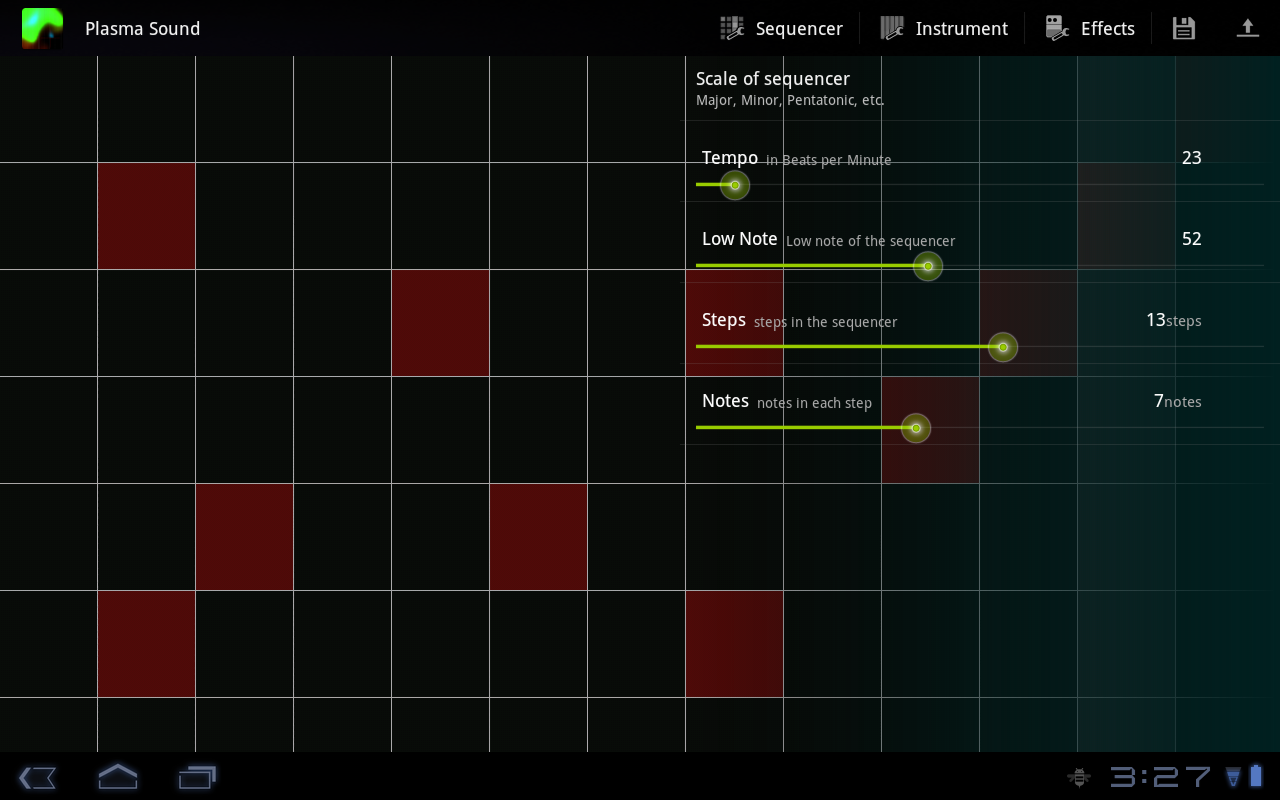 Plasma Sound
Sequencer
Instrument
Effects
Scale of sequencer
Major, Minor, Pentatonic, etc.
Tempo in Beats per Minute 23
Low Note Low note of the sequencer 52
Steps steps in the sequencer 13steps
Notes notes in each step 7notes
3:27